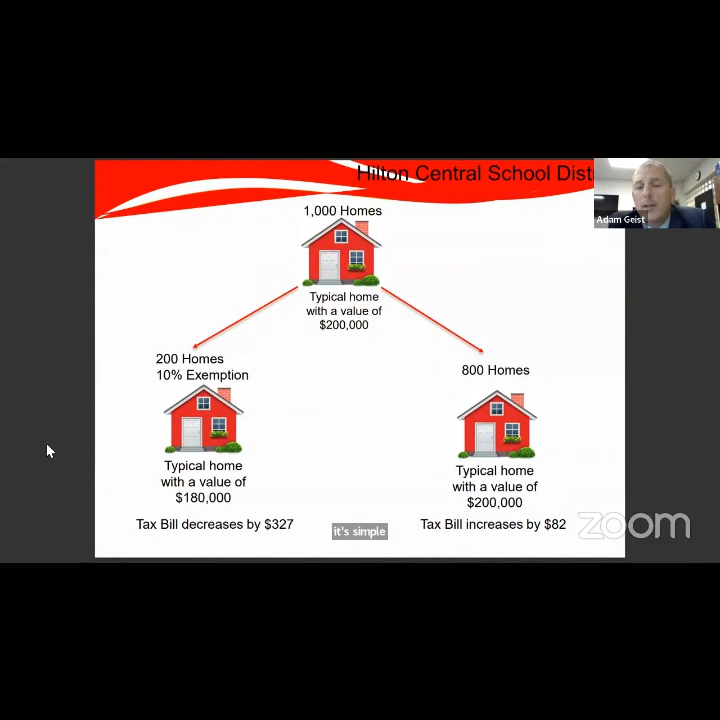 Hilton Central School Dist
Adam Geist
1,000 Homes
Typical home
with a value of
$200,000
200 Homes
10% Exemption
800 Homes
Typical home
with a value of
$180,000
Typical home
with a value of
$200,000
Tax Bill decreases by $327
it's simple
Tax Bill increases by $82
zoom